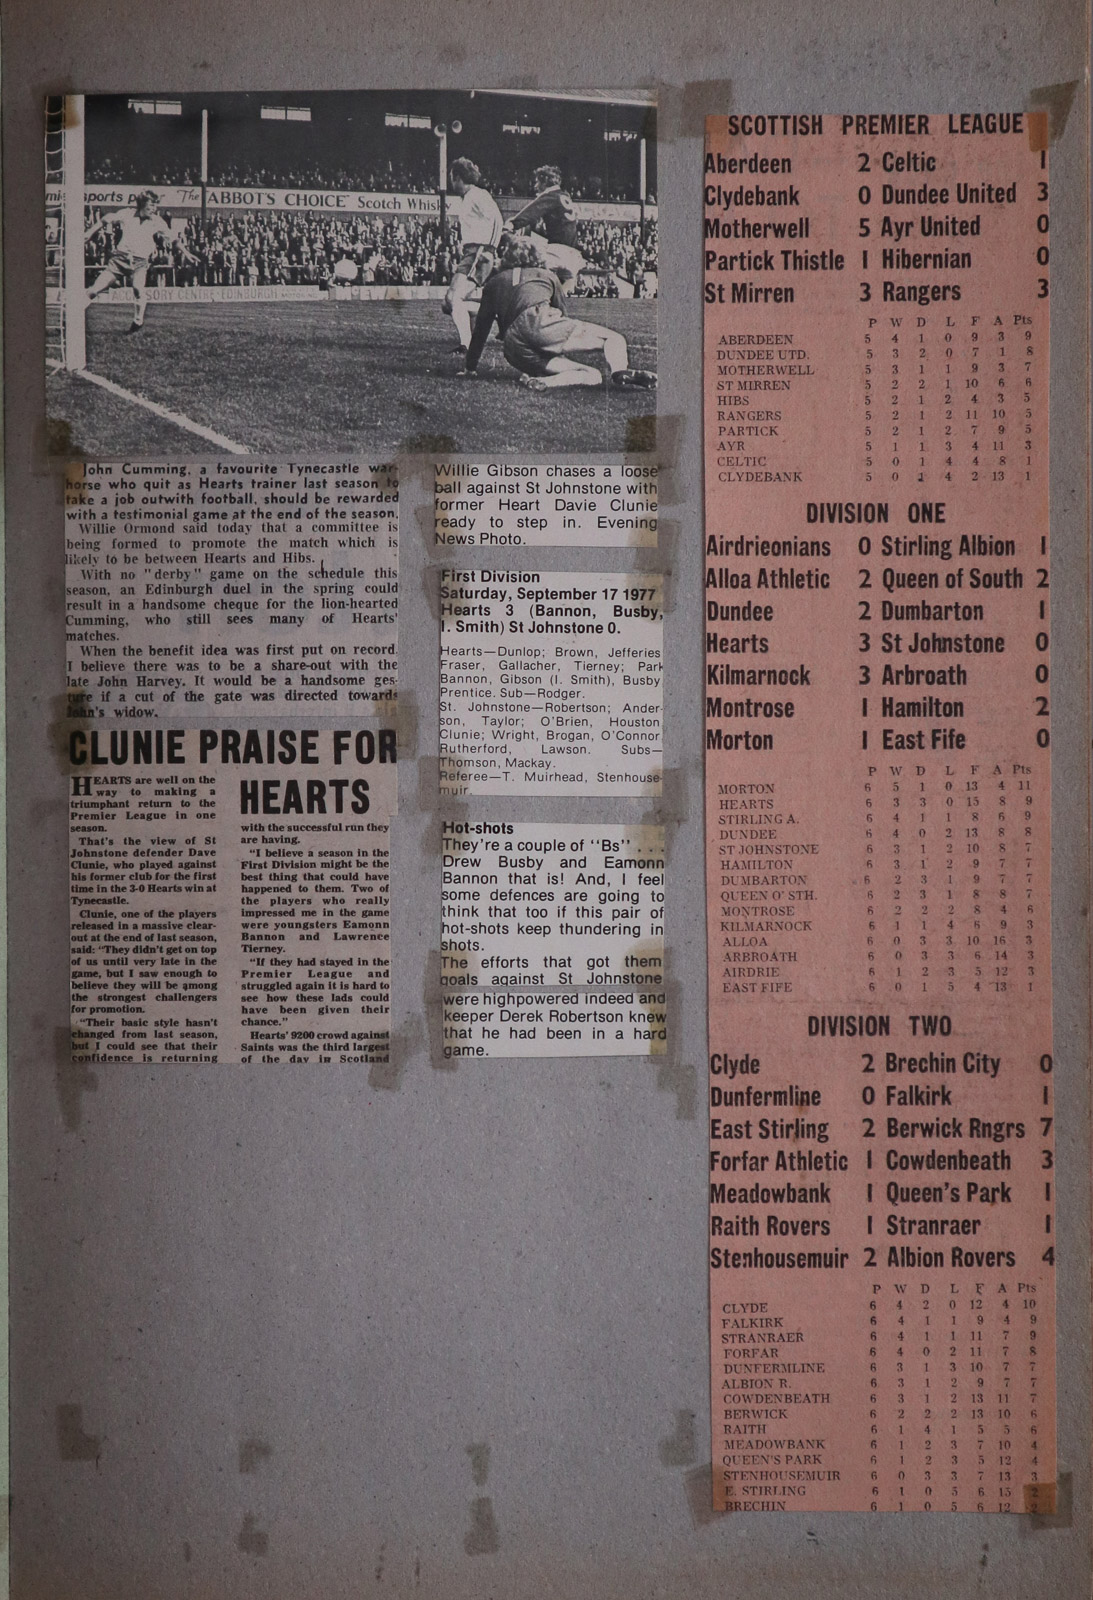 sports p
"The "ABBOT'S CHOICE" Scotch Whisky
SORY CENTRE-EDINBURGH
John Cumming, a favourite Tynecastle war-
horse who quit as Hearts trainer last season to
take a job outwith football, should be rewarded
with a testimonial game at the end of the season.
Willie Ormond said today that a committee is
being formed to promote the match which is
likely to be between Hearts and Hibs.
With no "derby" game on the schedule this
season, an Edinburgh duel in the spring could
result in a handsome cheque for the lion-hearted
Cumming, who still sees many of Hearts'
matches.
When the benefit idea was first put on record
I believe there was to be a share-out with the
late John Harvey. It would be a handsome ges-
ture if a cut of the gate was directed towards
John's widow.
CLUNIE PRAISE FOR
HEARTS
HEARTS are well on the
way to making a
triumphant return to the
Premier League in one
season.
That's the view of St
Johnstone defender Dave
Clunie, who played against
his former club for the first
time in the 3-0 Hearts win at
Tynecastle.
Clunie, one of the players
released in a massive clear-
out at the end of last season,
said: "They didn't get on top
of us until very late in the
game, but I saw enough to
believe they will be among
the strongest challengers
for promotion.
"Their basic style hasn't
changed from last season,
but I could see that their
confidence is returning
with the successful run they
are having.
"I believe a season in the
First Division might be the
best thing that could have
happened to them. Two of
the players who really
impressed me in the game
were youngsters Eamonn
Bannon and Lawrence
Tierney.
"If they had stayed in the
Premier League and
struggled again it is hard to
see how these lads could
have been given their
chance."
Hearts' 9200 crowd against
Saints was the third largest
of the day in Scotland
Willie Gibson chases a loose
ball against St Johnstone with
former Heart Davie Clunie
ready to step in. Evening
News Photo.
First Division
Saturday, September 17 1977
Hearts 3 (Bannon, Busby,
I. Smith) St Johnstone 0.
Hearts—Dunlop; Brown, Jefferies
Fraser, Gallacher, Tierney; Park
Bannon, Gibson (I. Smith), Busby
Prentice. Sub—Rodger.
St. Johnstone—Robertson; Ander-
son, Taylor; O'Brien, Houston
Clunie; Wright, Brogan, O'Connor
Rutherford, Lawson. Subs—
Thomson, Mackay.
Referee—T. Muirhead, Stenhouse-
muir.
Hot-shots
They're a couple of "Bs" . . .
Drew Busby and Eamonn
Bannon that is! And, I feel
some defences are going to
think that too if this pair of
hot-shots keep thundering in
shots.
The efforts that got them
goals against St Johnstone
were highpowered indeed and
keeper Derek Robertson knew
that he had been in a hard
game.
SCOTTISH PREMIER LEAGUE
Aberdeen 2 Celtic 1
Clydebank 0 Dundee United 3
Motherwell 5 Ayr United 0
Partick Thistle 1 Hibernian 0
St Mirren 3 Rangers 3
P W D L F A Pts
ABERDEEN 5 4 1 0 9 3 9
DUNDEE UTD. 5 3 2 0 7 1 8
MOTHERWELL 5 3 1 1 9 3 7
ST MIRREN 5 2 2 1 10 6 6
HIBS 5 2 1 2 4 3 5
RANGERS 5 2 1 2 11 10 5
PARTICK 5 2 1 2 7 9 5
AYR 5 1 1 3 4 11 3
CELTIC 5 0 1 4 4 8 1
CLYDEBANK 5 0 1 4 2 13 1
DIVISION ONE
Airdrieonians 0 Stirling Albion 1
Alloa Athletic 2 Queen of South 2
Dundee 2 Dumbarton 1
Hearts 3 St Johnstone 0
Kilmarnock 3 Arbroath 0
Montrose 1 Hamilton 2
Morton 1 East Fife 0
P W D L F A Pts
MORTON 6 5 1 0 13 4 11
HEARTS 6 3 3 0 15 8 9
STIRLING A. 6 4 1 1 8 6 9
DUNDEE 6 4 0 2 13 8 8
ST JOHNSTONE 6 3 1 2 10 8 7
HAMILTON 6 3 1 2 9 7 7
DUMBARTON 6 2 3 1 9 7 7
QUEEN O' STH. 6 2 3 1 8 8 7
MONTROSE 6 2 2 2 8 4 6
KILMARNOCK 6 1 1 4 6 9 3
ALLOA 6 0 3 3 10 16 3
ARBROATH 6 0 3 3 6 14 3
AIRDRIE 6 1 2 3 5 12 3
EAST FIFE 6 0 1 5 4 13 1
DIVISION TWO
Clyde 2 Brechin City 0
Dunfermline 0 Falkirk 1
East Stirling 2 Berwick Rngrs 7
Forfar Athletic 1 Cowdenbeath 3
Meadowbank 1 Queen's Park 1
Raith Rovers 1 Stranraer 1
Stenhousemuir 2 Albion Rovers 4
P W D L F A Pts
CLYDE 6 4 2 0 12 4 10
FALKIRK 6 4 1 1 9 4 9
STRANRAER 6 4 1 1 11 7 9
FORFAR 6 4 0 2 11 7 8
DUNFERMLINE 6 3 1 3 10 7 7
ALBION R. 6 3 1 2 9 7 7
COWDENBEATH 6 3 1 2 13 11 7
BERWICK 6 2 2 2 13 10 6
RAITH 6 1 4 1 5 5 6
MEADOWBANK 6 1 2 3 7 10 4
QUEEN'S PARK 6 1 2 3 5 12 4
STENHOUSEMUIR 6 0 3 3 7 13 3
E. STIRLING 6 1 0 5 6 15 2
BRECHIN 6 1 0 5 6 12 2